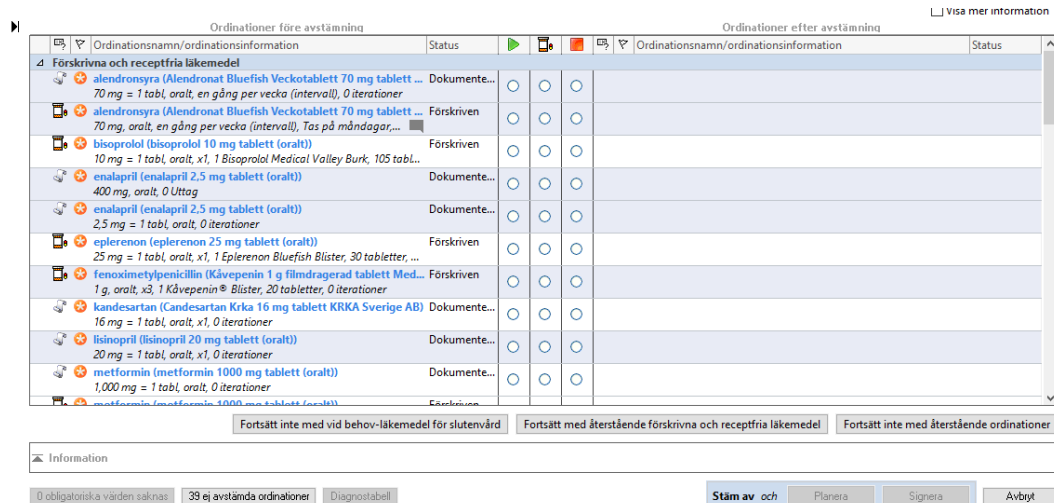 Visa mer information
Ordinationer före avstämning
Ordinationer efter avstämning
Ordinationsnamn/ordinationsinformation Status Ordinationsnamn/ordinationsinformation Status
Förskrivna och receptfria läkemedel
alendronsyra (Alendronat Bluefish Veckotablett 70 mg tablett ... Dokumente...
70 mg = 1 tabl, oralt, en gång per vecka (intervall), 0 iterationer
alendronsyra (Alendronat Bluefish Veckotablett 70 mg tablett ... Förskriven
70 mg, oralt, en gång per vecka (intervall), Tas på måndagar,...
bisoprolol (bisoprolol 10 mg tablett (oralt)) Förskriven
10 mg = 1 tabl, oralt, x1, 1 Bisoprolol Medical Valley Burk, 105 tabl...
enalapril (enalapril 2,5 mg tablett (oralt)) Dokumente...
400 mg, oralt, 0 Uttag
enalapril (enalapril 2,5 mg tablett (oralt)) Dokumente...
2,5 mg = 1 tabl, oralt, 0 iterationer
eplerenon (eplerenon 25 mg tablett (oralt)) Förskriven
25 mg = 1 tabl, oralt, x1, 1 Eplerenon Bluefish Blister, 30 tabletter, ...
fenoximetylpenicillin (Kåvepenin 1 g filmdragerad tablett Med... Förskriven
1 g, oralt, x3, 1 Kåvepenin® Blister, 20 tabletter, 0 iterationer
kandesartan (Candesartan Krka 16 mg tablett KRKA Sverige AB) Dokumente...
16 mg = 1 tabl, oralt, x1, 0 iterationer
lisinopril (lisinopril 20 mg tablett (oralt)) Dokumente...
20 mg = 1 tabl, oralt, x1, 0 iterationer
metformin (metformin 1000 mg tablett (oralt)) Dokumente...
1,000 mg = 1 tabl, oralt, 0 iterationer
metformin (metformin 1000 mg tablett (oralt)) Förskriven
Fortsätt inte med vid behov-läkemedel för slutenvård Fortsätt med återstående förskrivna och receptfria läkemedel Fortsätt inte med återstående ordinationer
Information
0 obligatoriska värden saknas 39 ej avstämda ordinationer Diagnostabell Stäm av och Planera Signera Avbryt